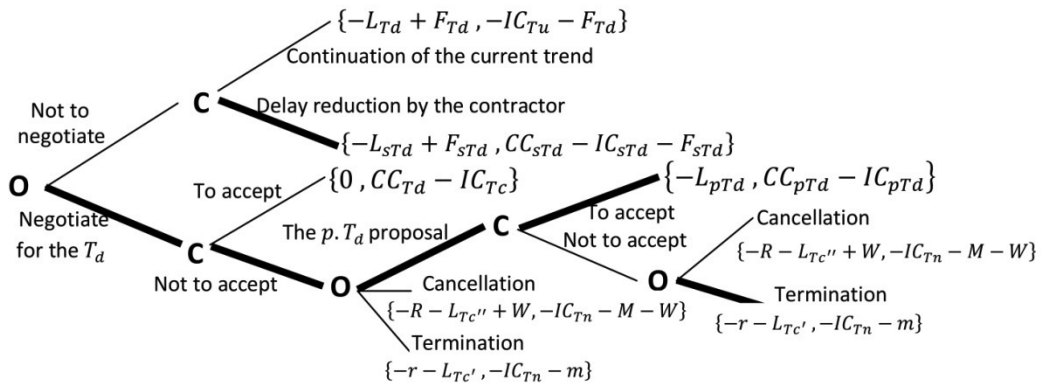 {−L_{Td} + F_{Td} , −IC_{Tu} − F_{Td}}
Continuation of the current trend
Not to
negotiate
C
Delay reduction by the contractor
{−L_{sTd} + F_{sTd} , CC_{sTd} − IC_{sTd} − F_{sTd}}
O
To accept
{0 , CC_{Td} − IC_{Tc}}
{−L_{pTd}, CC_{pTd} − IC_{pTd}}
Negotiate
for the T_d
C
The p. T_d proposal
C
To accept
Not to accept
Cancellation
{−R − L_{Tc''} + W, −IC_{Tn} − M − W}
Not to accept
O
Cancellation
{−R − L_{Tc''} + W, −IC_{Tn} − M − W}
O
Termination
{−r − L_{Tc'} , −IC_{Tn} − m}
Termination
{−r − L_{Tc'} , −IC_{Tn} − m}